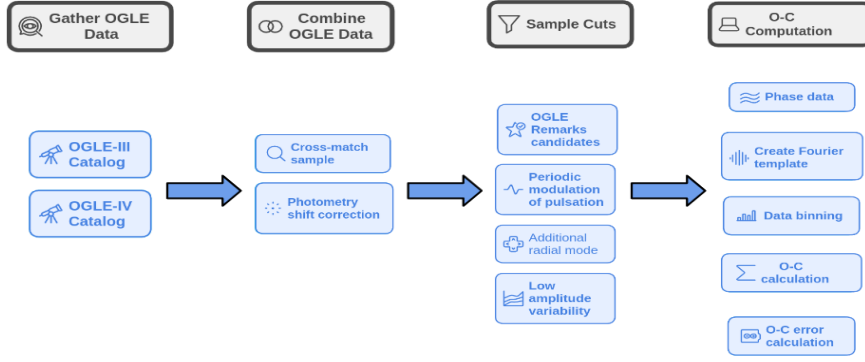 Gather OGLE
Data
Combine
OGLE Data
Sample Cuts
O-C
Computation
OGLE-III
Catalog
OGLE-IV
Catalog
Cross-match
sample
Photometry
shift correction
OGLE
Remarks
candidates
Periodic
modulation
of pulsation
Additional
radial mode
Low
amplitude
variability
Phase data
Create Fourier
template
Data binning
O-C
calculation
O-C error
calculation